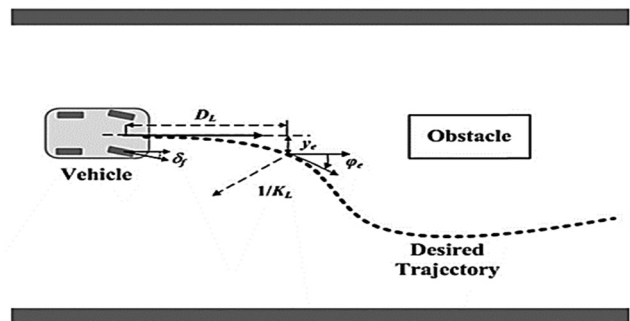 D_L
y_e
Obstacle
φ_e
δ_f
Vehicle
1/K_L
Desired
Trajectory